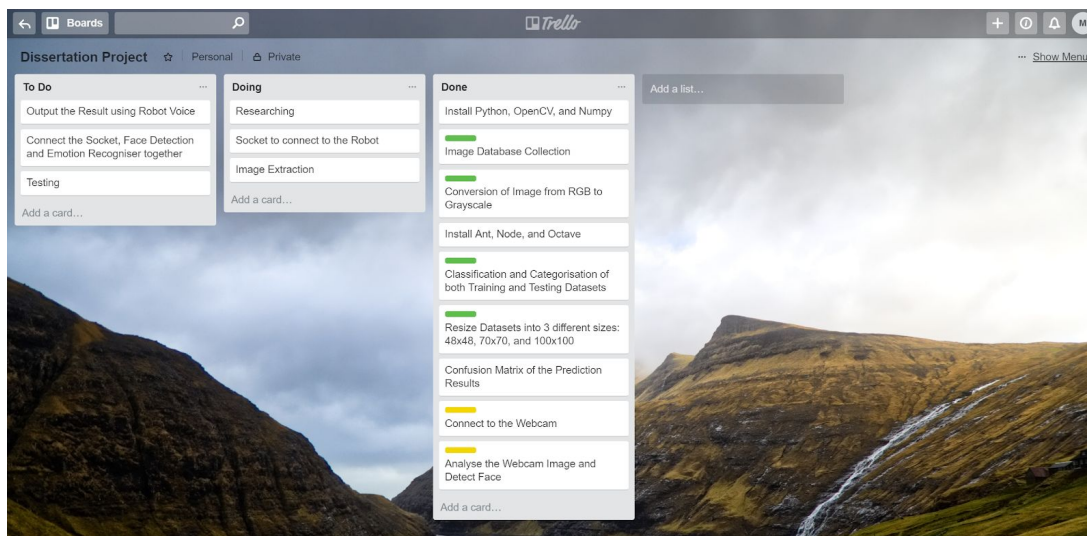 Boards
Trello
M
Dissertation Project
Personal
Private
... Show Menu
To Do ...
Output the Result using Robot Voice
Connect the Socket, Face Detection
and Emotion Recogniser together
Testing
Add a card...
Doing ...
Researching
Socket to connect to the Robot
Image Extraction
Add a card...
Done ...
Install Python, OpenCV, and Numpy
Image Database Collection
Conversion of Image from RGB to
Grayscale
Install Ant, Node, and Octave
Classification and Categorisation of
both Training and Testing Datasets
Resize Datasets into 3 different sizes:
48x48, 70x70, and 100x100
Confusion Matrix of the Prediction
Results
Connect to the Webcam
Analyse the Webcam Image and
Detect Face
Add a card...
Add a list...